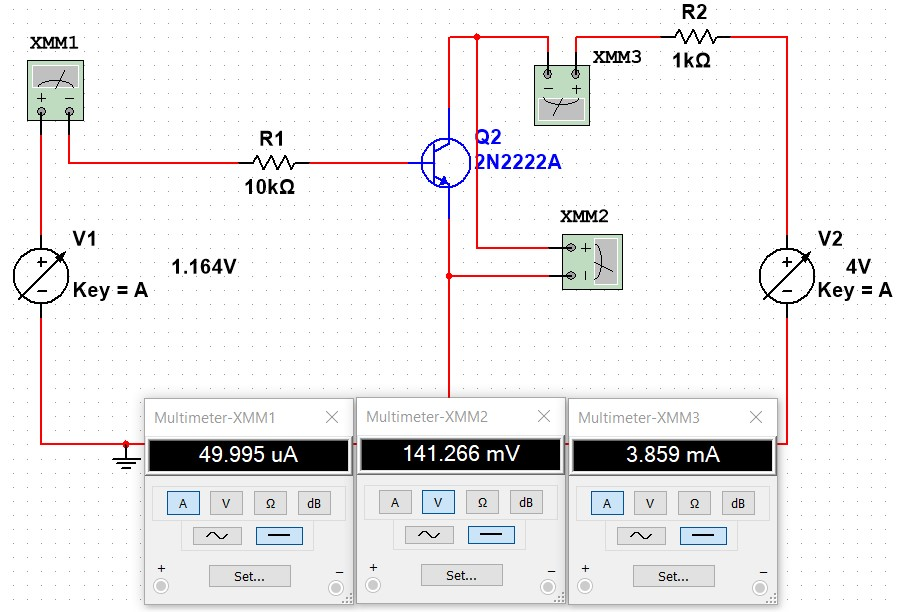 R2
XMM1
XMM3
1kΩ
+ −
− +
R1
Q2
2N2222A
10kΩ
XMM2
+
V1
V2
+
1.164V
+
4V
−
Key = A
−
Key = A
Multimeter-XMM1
Multimeter-XMM2
Multimeter-XMM3
49.995 uA
141.266 mV
3.859 mA
A V Ω dB
A V Ω dB
A V Ω dB
+ Set... −
+ Set... −
+ Set... −